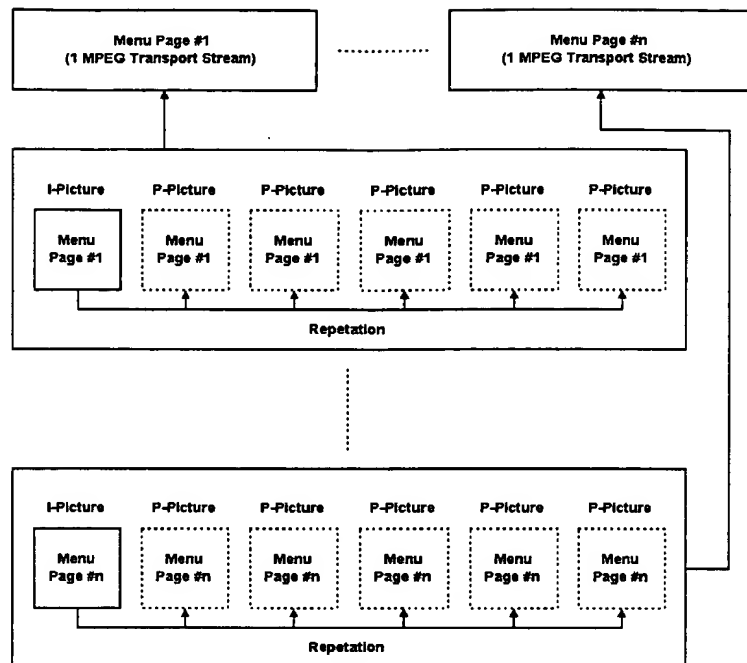 Menu Page #1
(1 MPEG Transport Stream)
Menu Page #n
(1 MPEG Transport Stream)
I-Picture P-Picture P-Picture P-Picture P-Picture P-Picture
Menu Menu Menu Menu Menu Menu
Page #1 Page #1 Page #1 Page #1 Page #1 Page #1
Repetation
I-Picture P-Picture P-Picture P-Picture P-Picture P-Picture
Menu Menu Menu Menu Menu Menu
Page #n Page #n Page #n Page #n Page #n Page #n
Repetation